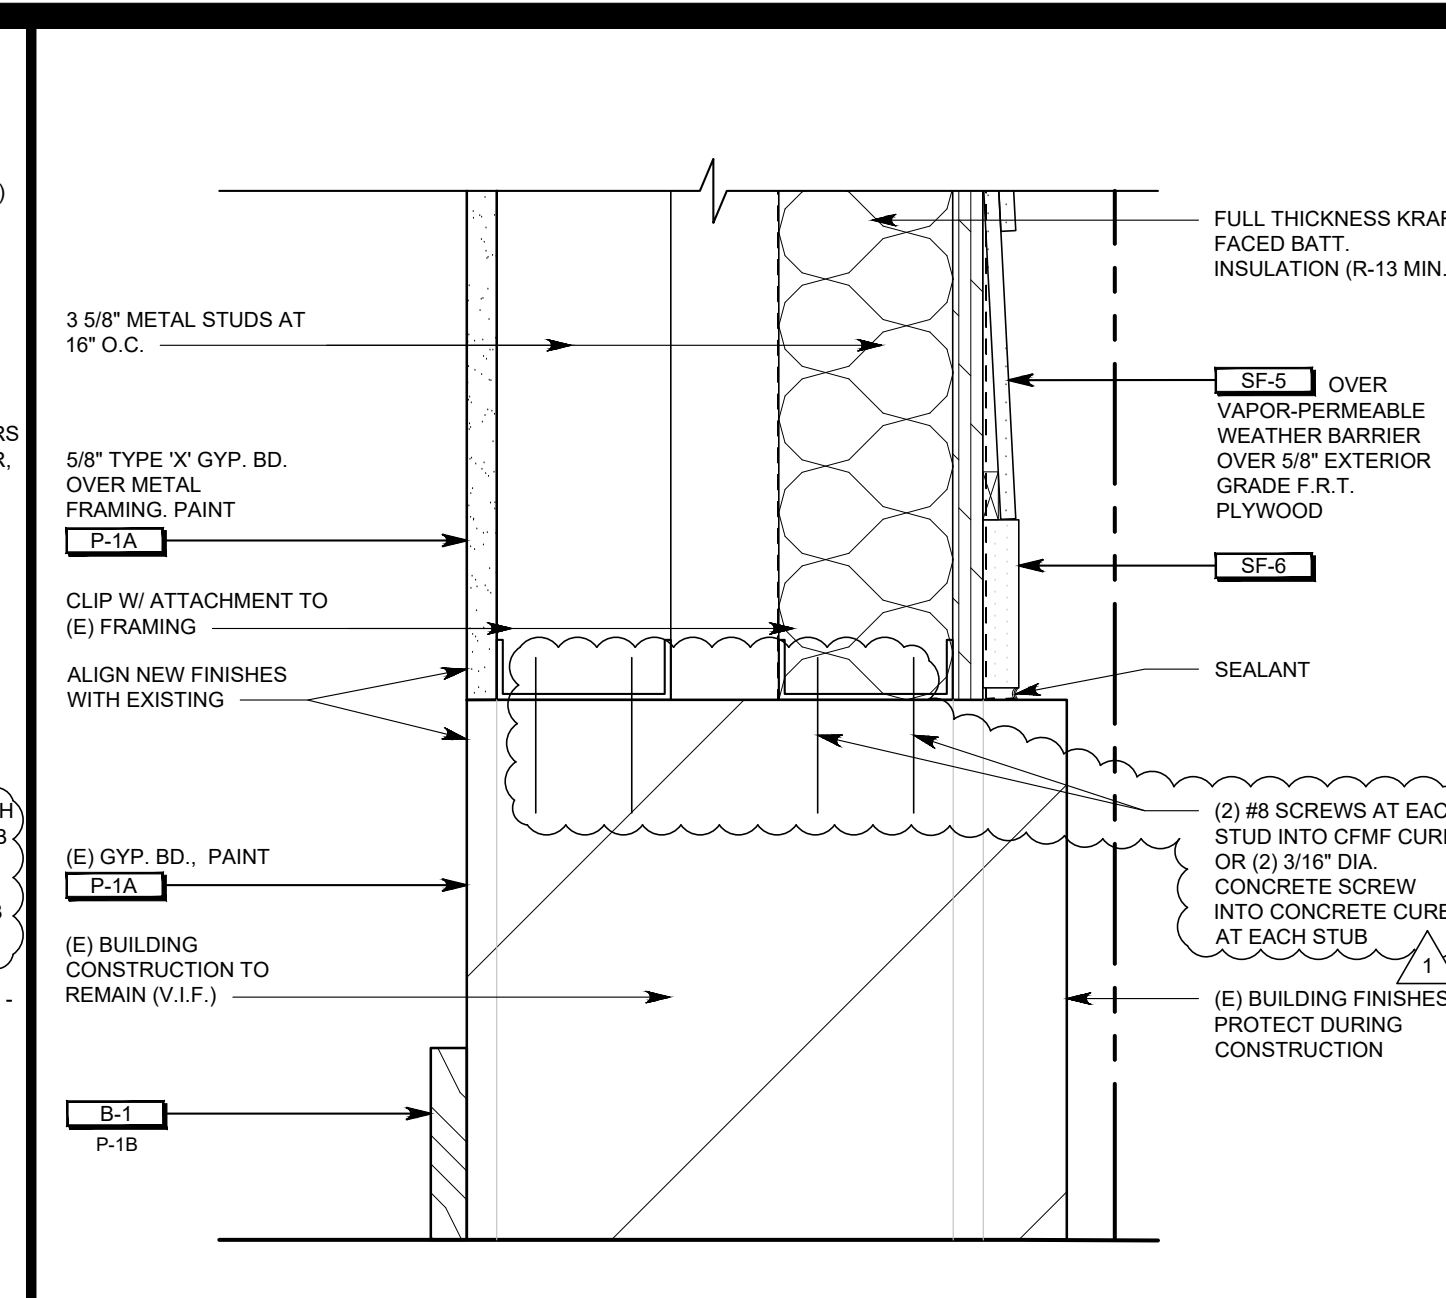 )
RS
R,
H
B
B
-
3 5/8" METAL STUDS AT
16" O.C.
5/8" TYPE 'X' GYP. BD.
OVER METAL
FRAMING. PAINT
P-1A
CLIP W/ ATTACHMENT TO
(E) FRAMING
ALIGN NEW FINISHES
WITH EXISTING
(E) GYP. BD.,  PAINT
P-1A
(E) BUILDING
CONSTRUCTION TO
REMAIN (V.I.F.)
B-1
P-1B
FULL THICKNESS
FACED BATT.
INSULATION (R-13 MIN.
SF-5 OVER
VAPOR-PERMEABLE
WEATHER BARRIER
OVER 5/8" EXTERIOR
GRADE F.R.T.
PLYWOOD
SF-6
SEALANT
(2) #8 SCREWS AT
STUD INTO CFMF
OR (2) 3/16" DIA.
CONCRETE SCREW
INTO CONCRETE
AT EACH STUB
1
(E) BUILDING FINISHES
PROTECT DURING
CONSTRUCTION